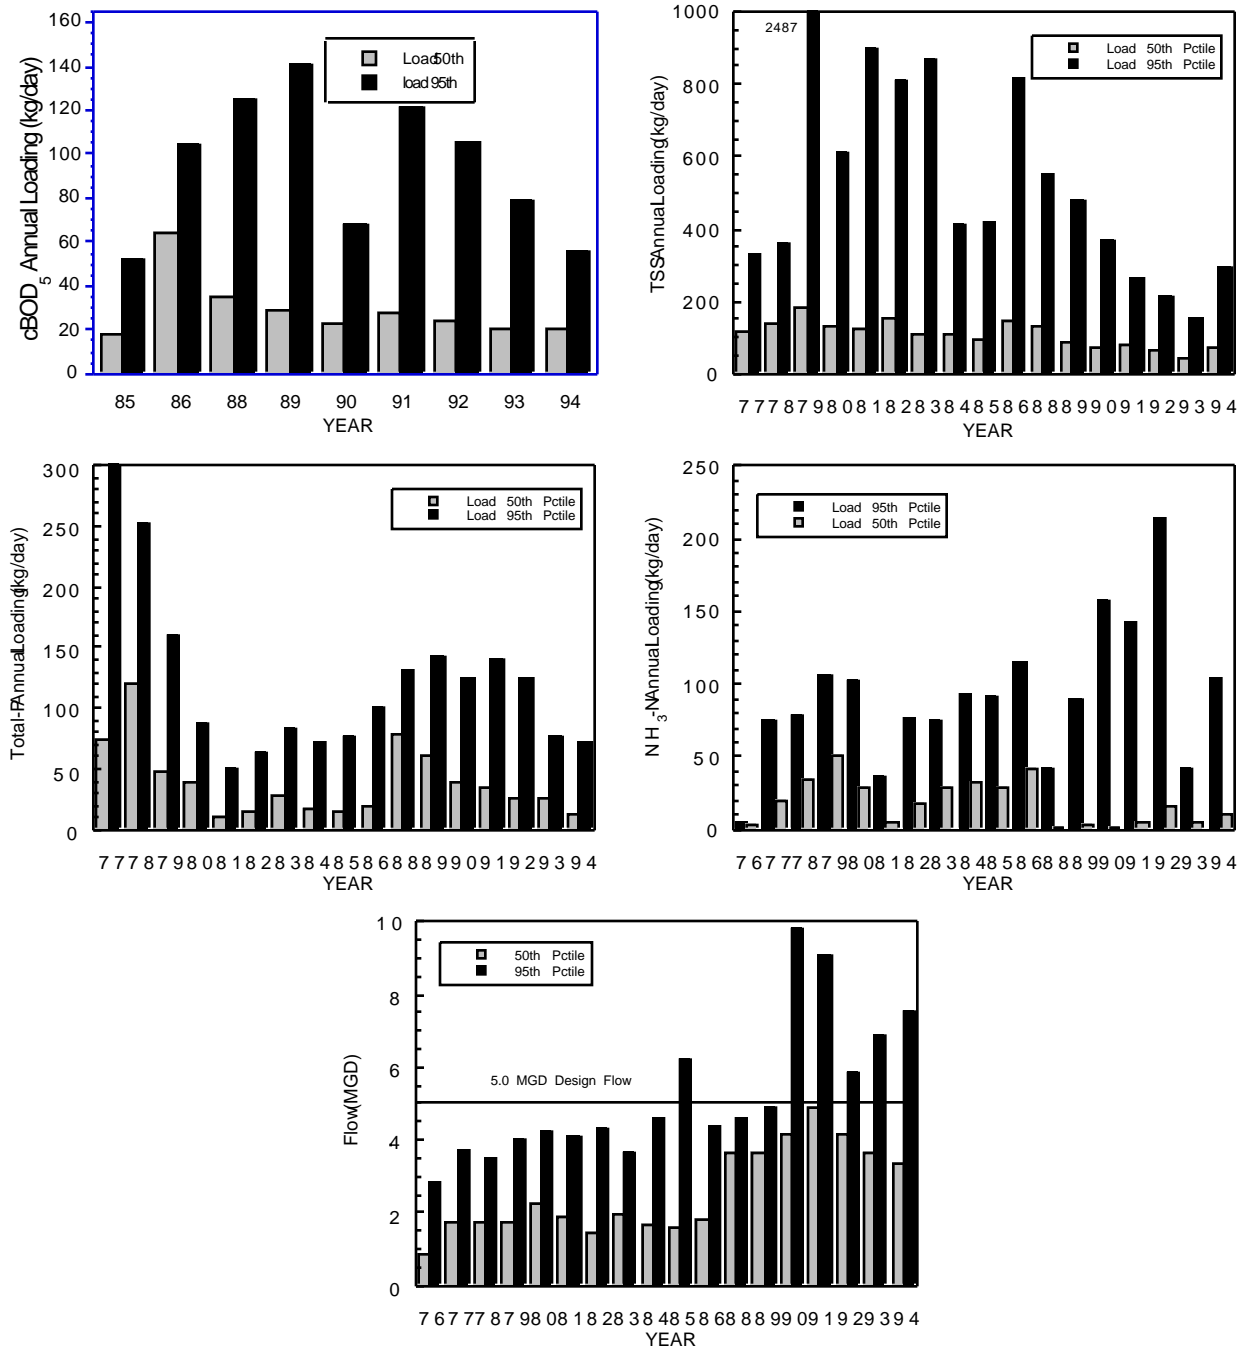 160
140
120
100
80
60
40
20
0
cBOD5 Annual Loading (kg/day)
Load50th
load 95th
85 86 88 89 90 91 92 93 94
YEAR
1000
800
600
400
200
0
TSSAnnualLoading(kg/day)
2487
Load 50th Pctile
Load 95th Pctile
7 7 7 8 7 9 8 0 8 1 8 2 8 3 8 4 8 5 8 6 8 8 8 9 9 0 9 1 9 2 9 3 9 4
YEAR
300
250
200
150
100
50
0
Total-PAnnualLoading(kg/day)
Load 50th Pctile
Load 95th Pctile
7 7 7 8 7 9 8 0 8 1 8 2 8 3 8 4 8 5 8 6 8 8 8 9 9 0 9 1 9 2 9 3 9 4
YEAR
250
200
150
100
50
0
NH3-NAnnualLoading(kg/day)
Load 95th Pctile
Load 50th Pctile
7 6 7 7 7 8 7 9 8 0 8 1 8 2 8 3 8 4 8 5 8 6 8 8 8 9 9 0 9 1 9 2 9 3 9 4
YEAR
10
8
6
4
2
0
Flow(MGD)
50th Pctile
95th Pctile
5.0 MGD Design Flow
7 6 7 7 7 8 7 9 8 0 8 1 8 2 8 3 8 4 8 5 8 6 8 8 8 9 9 0 9 1 9 2 9 3 9 4
YEAR